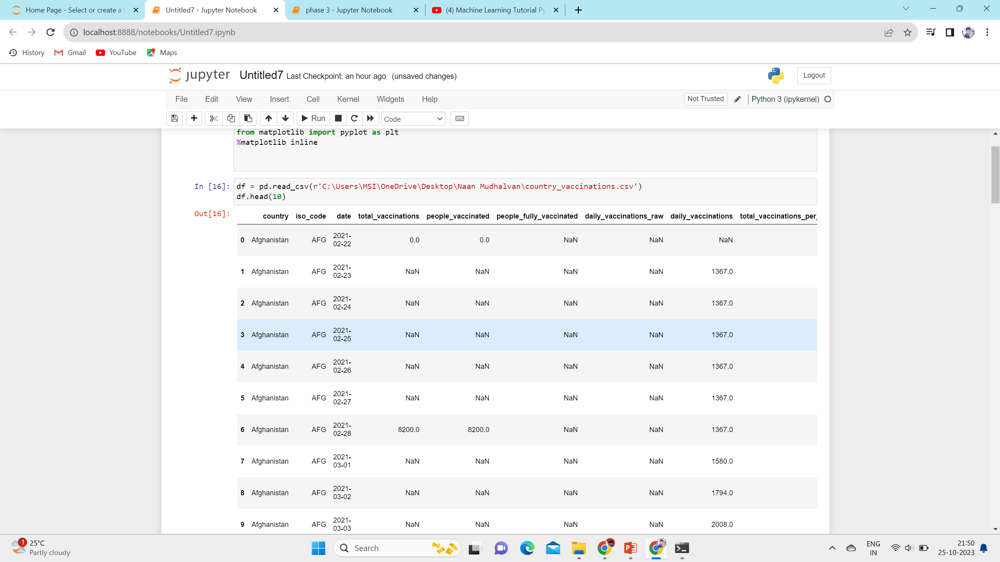 Home Page - Select or create a n
Untitled7 - Jupyter Notebook
phase 3 - Jupyter Notebook
(4) Machine Learning Tutorial Py
localhost:8888/notebooks/Untitled7.ipynb
History Gmail YouTube Maps
jupyter Untitled7 Last Checkpoint: an hour ago (unsaved changes) Logout
File Edit View Insert Cell Kernel Widgets Help Not Trusted Python 3 (ipykernel)
Run Code
from matplotlib import pyplot as plt
%matplotlib inline
In [16]: df = pd.read_csv(r'C:\Users\MSI\OneDrive\Desktop\Naan Mudhalvan\country_vaccinations.csv')
df.head(10)
Out[16]:
country iso_code date total_vaccinations people_vaccinated people_fully_vaccinated daily_vaccinations_raw daily_vaccinations total_vaccinations_per_
0 Afghanistan AFG 2021-02-22 0.0 0.0 NaN NaN NaN
1 Afghanistan AFG 2021-02-23 NaN NaN NaN NaN 1367.0
2 Afghanistan AFG 2021-02-24 NaN NaN NaN NaN 1367.0
3 Afghanistan AFG 2021-02-25 NaN NaN NaN NaN 1367.0
4 Afghanistan AFG 2021-02-26 NaN NaN NaN NaN 1367.0
5 Afghanistan AFG 2021-02-27 NaN NaN NaN NaN 1367.0
6 Afghanistan AFG 2021-02-28 8200.0 8200.0 NaN NaN 1367.0
7 Afghanistan AFG 2021-03-01 NaN NaN NaN NaN 1580.0
8 Afghanistan AFG 2021-03-02 NaN NaN NaN NaN 1794.0
9 Afghanistan AFG 2021-03-03 NaN NaN NaN NaN 2008.0
1
25°C
Partly cloudy
Search
ENG
IN
21:50
25-10-2023